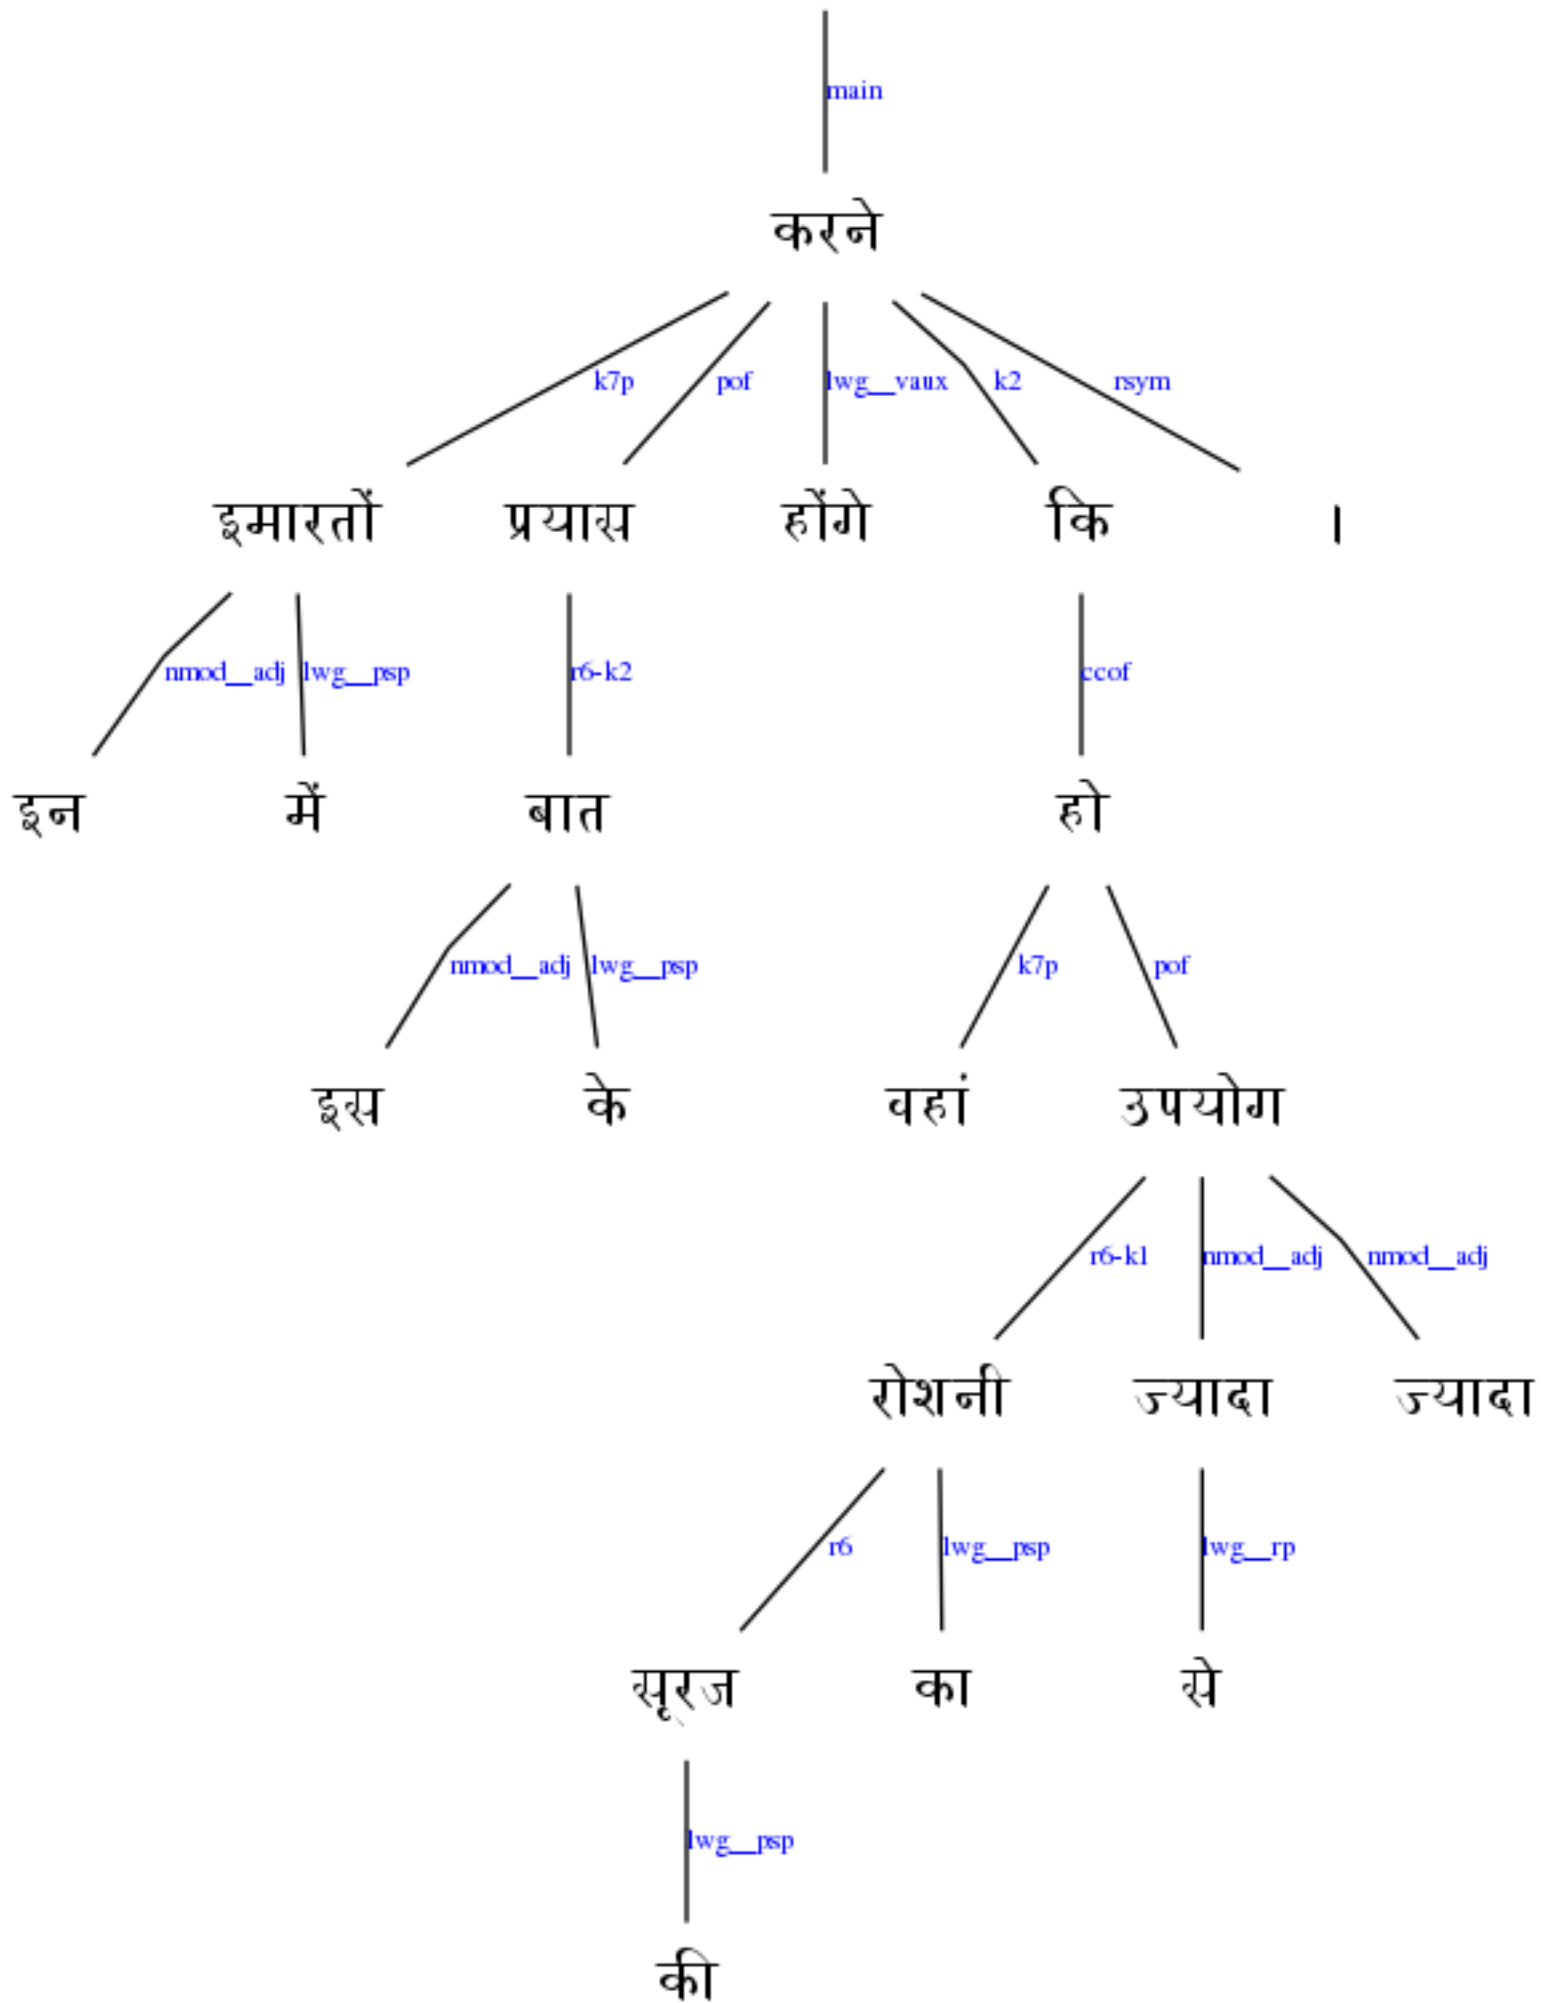 main
करने
k7p pof lwg__vaux k2 rsym
इमारतों प्रयास होंगे कि ।
nmod__adj lwg__psp r6-k2 ccof
इन में बात हो
nmod__adj lwg__psp k7p pof
इस के वहां उपयोग
r6-k1 nmod__adj nmod__adj
रोशनी ज्यादा ज्यादा
r6 lwg__psp lwg__rp
सूरज का से
lwg__psp
की